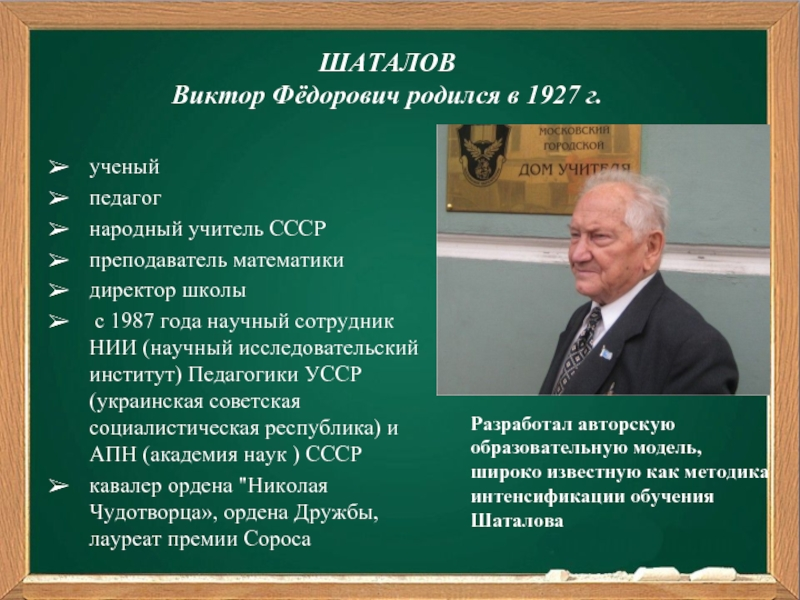 ШАТАЛОВ
Виктор Фёдорович родился в 1927 г.
ученый
педагог
народный учитель СССР
преподаватель математики
директор школы
с 1987 года научный сотрудник
НИИ (научный исследовательский
институт) Педагогики УССР
(украинская советская
социалистическая республика) и
АПН (академия наук ) СССР
кавалер ордена "Николая
Чудотворца», ордена Дружбы,
лауреат премии Сороса
МОСКОВСКИЙ
ГОРОДСКОЙ
ДОМ УЧИТЕЛЯ
Разработал авторскую
образовательную модель,
широко известную как методика
интенсификации обучения
Шаталова